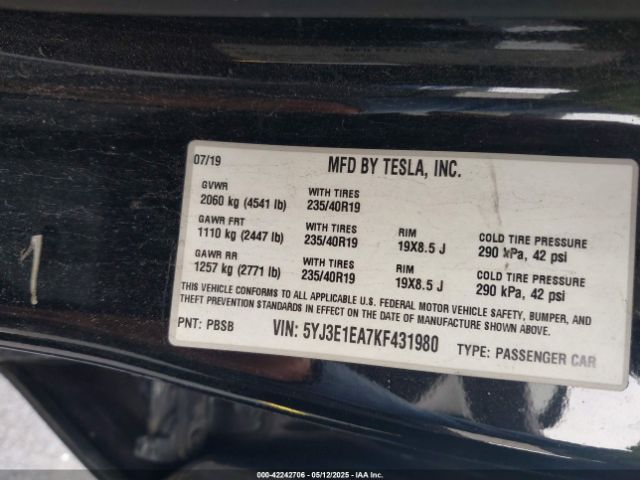 07/19 MFD BY TESLA, INC.
GVWR WITH TIRES
2060 kg (4541 lb) 235/40R19
GAWR FRT WITH TIRES RIM COLD TIRE PRESSURE
1110 kg (2447 lb) 235/40R19 19X8.5 J 290 kPa, 42 psi
GAWR RR WITH TIRES RIM COLD TIRE PRESSURE
1257 kg (2771 lb) 235/40R19 19X8.5 J 290 kPa, 42 psi
THIS VEHICLE CONFORMS TO ALL APPLICABLE U.S. FEDERAL MOTOR VEHICLE SAFETY, BUMPER, AND
THEFT PREVENTION STANDARDS IN EFFECT ON THE DATE OF MANUFACTURE SHOWN ABOVE.
PNT: PBSB VIN: 5YJ3E1EA7KF431980 TYPE: PASSENGER CAR
1
000-42242706 - 05/12/2025 - IAA Inc.